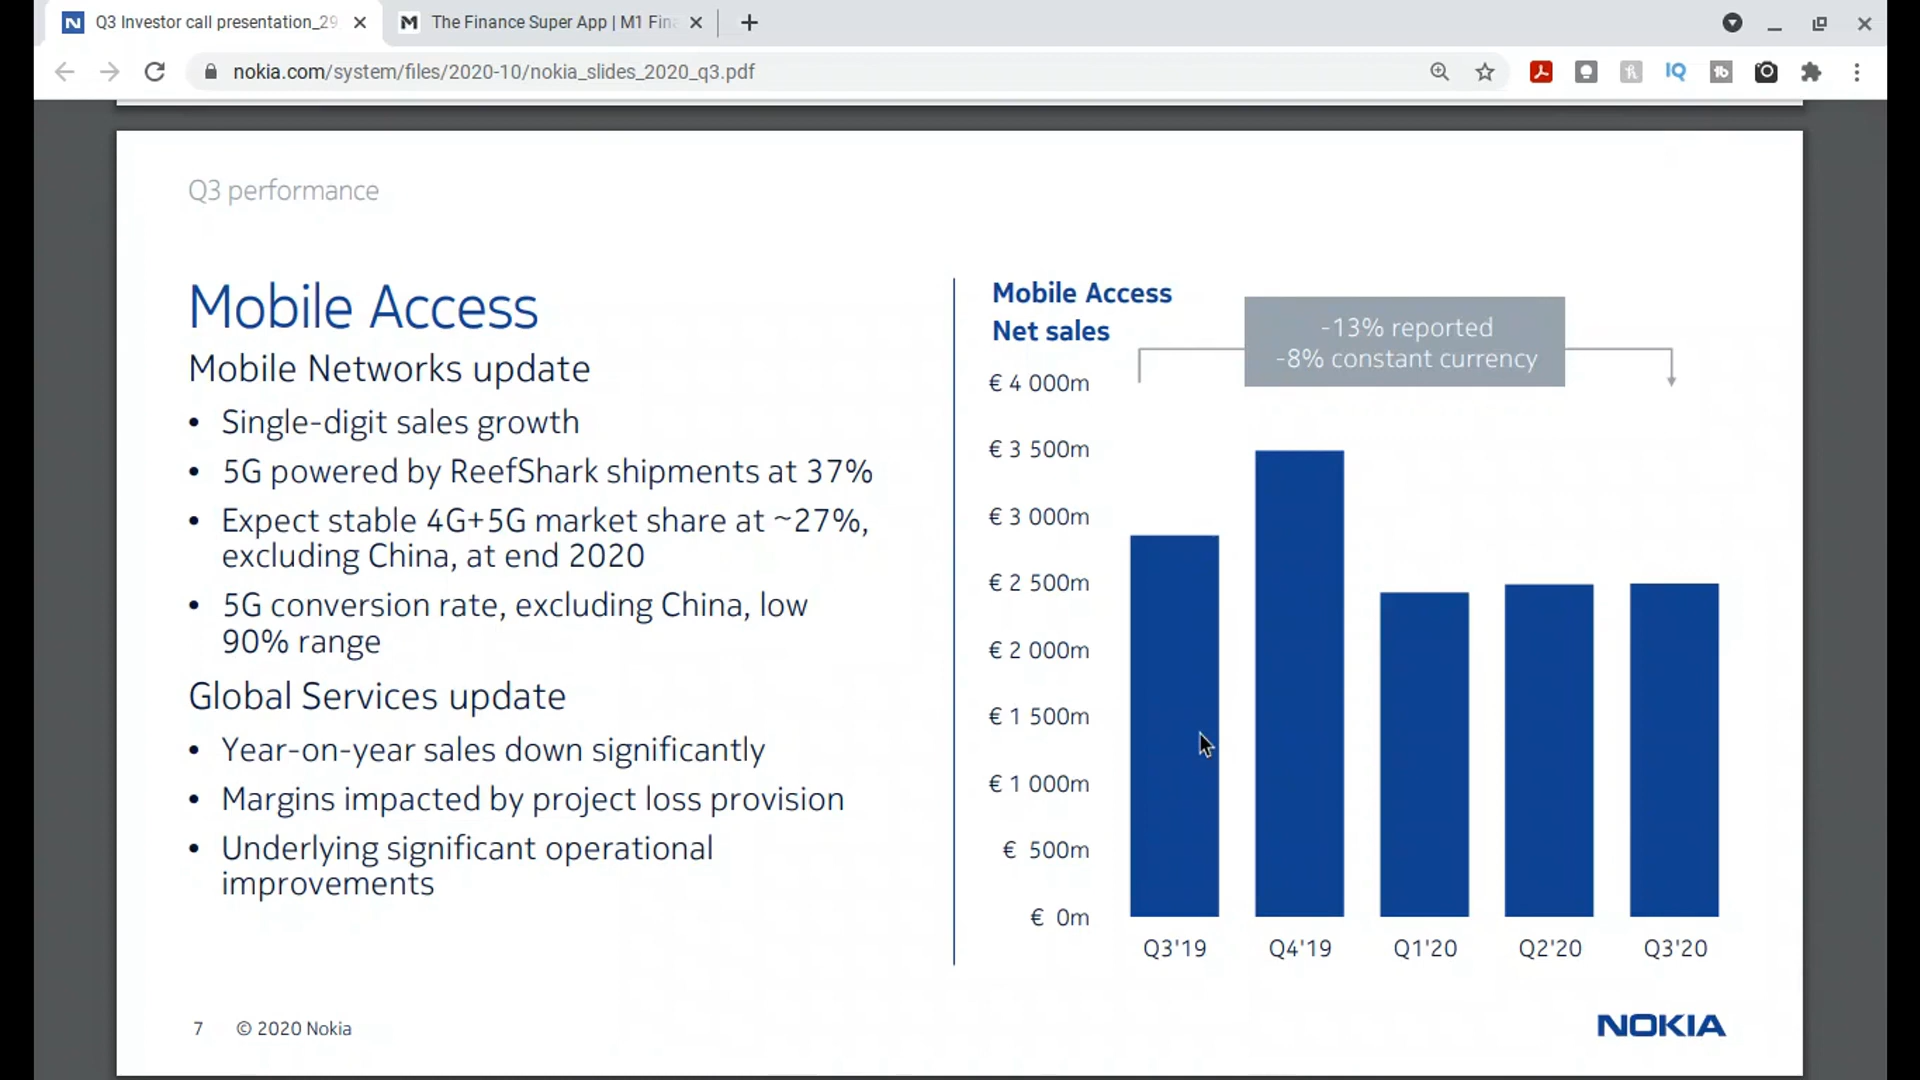 Q3 Investor call presentation_29
The Finance Super App | M1 Fin
nokia.com/system/files/2020-10/nokia_slides_2020_q3.pdf
IQ
Q3 performance
Mobile Access
Mobile Networks update
• Single-digit sales growth
• 5G powered by ReefShark shipments at 37%
• Expect stable 4G+5G market share at ~27%,
excluding China, at end 2020
• 5G conversion rate, excluding China, low
90% range
Global Services update
• Year-on-year sales down significantly
• Margins impacted by project loss provision
• Underlying significant operational
improvements
Mobile Access
Net sales
-13% reported
-8% constant currency
€ 4 000m
€ 3 500m
€ 3 000m
€ 2 500m
€ 2 000m
€ 1 500m
€ 1 000m
€ 500m
€ 0m
Q3'19 Q4'19 Q1'20 Q2'20 Q3'20
7 © 2020 Nokia
NOKIA